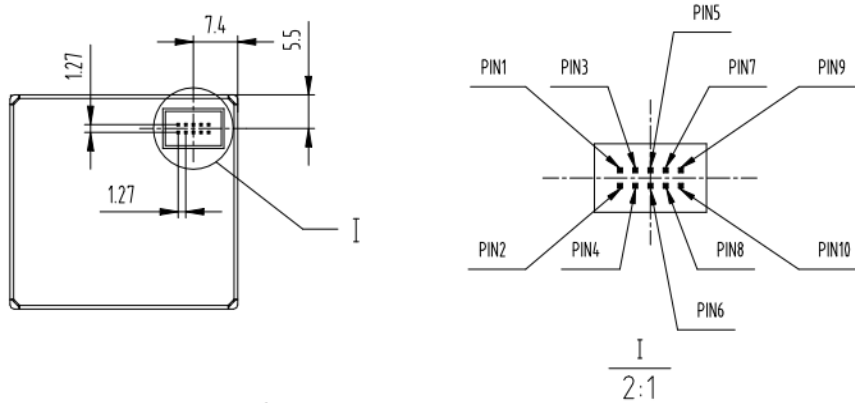 7.4
5.5
1.27
1.27
I
PIN5
PIN1 PIN3 PIN7 PIN9
PIN2 PIN4 PIN8 PIN10
PIN6
I
2:1